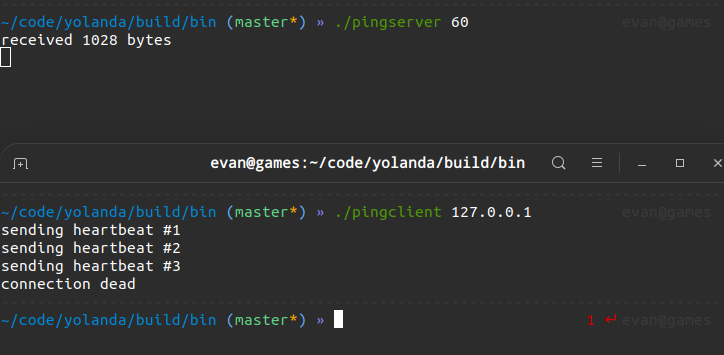 ~/code/yolanda/build/bin (master*) » ./pingserver 60 evan@games
received 1028 bytes
evan@games:~/code/yolanda/build/bin
~/code/yolanda/build/bin (master*) » ./pingclient 127.0.0.1 evan@games
sending heartbeat #1
sending heartbeat #2
sending heartbeat #3
connection dead
~/code/yolanda/build/bin (master*) » 1 ↵ evan@games